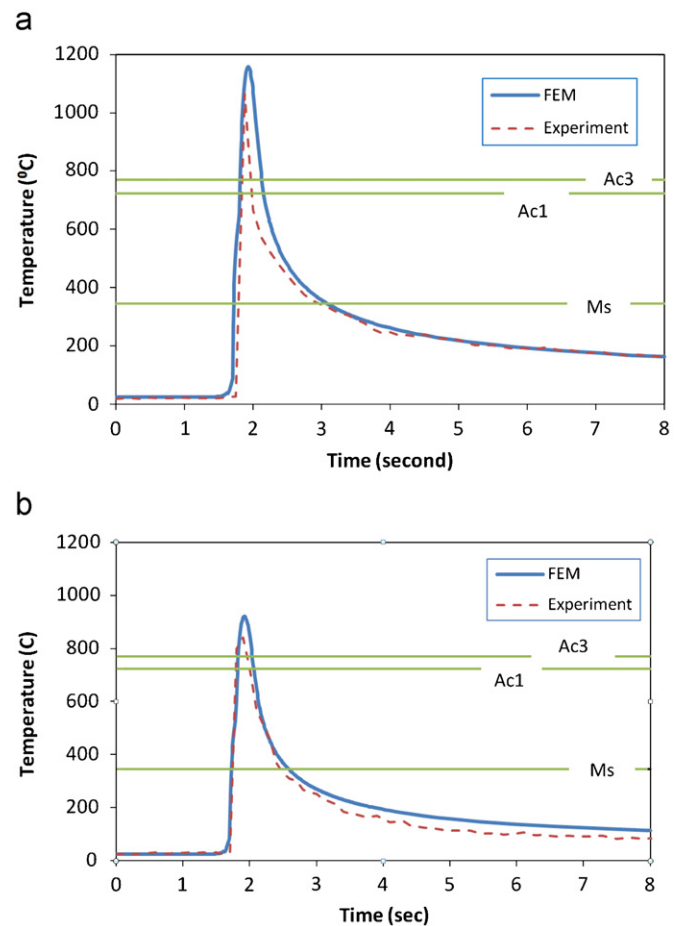 a
1200
1000
800
600
400
200
0
Temperature (⁰C)
FEM
Experiment
Ac3
Ac1
Ms
0 1 2 3 4 5 6 7 8
Time (second)
b
1200
1000
800
600
400
200
0
Temperature (C)
FEM
Experiment
Ac3
Ac1
Ms
0 1 2 3 4 5 6 7 8
Time (sec)